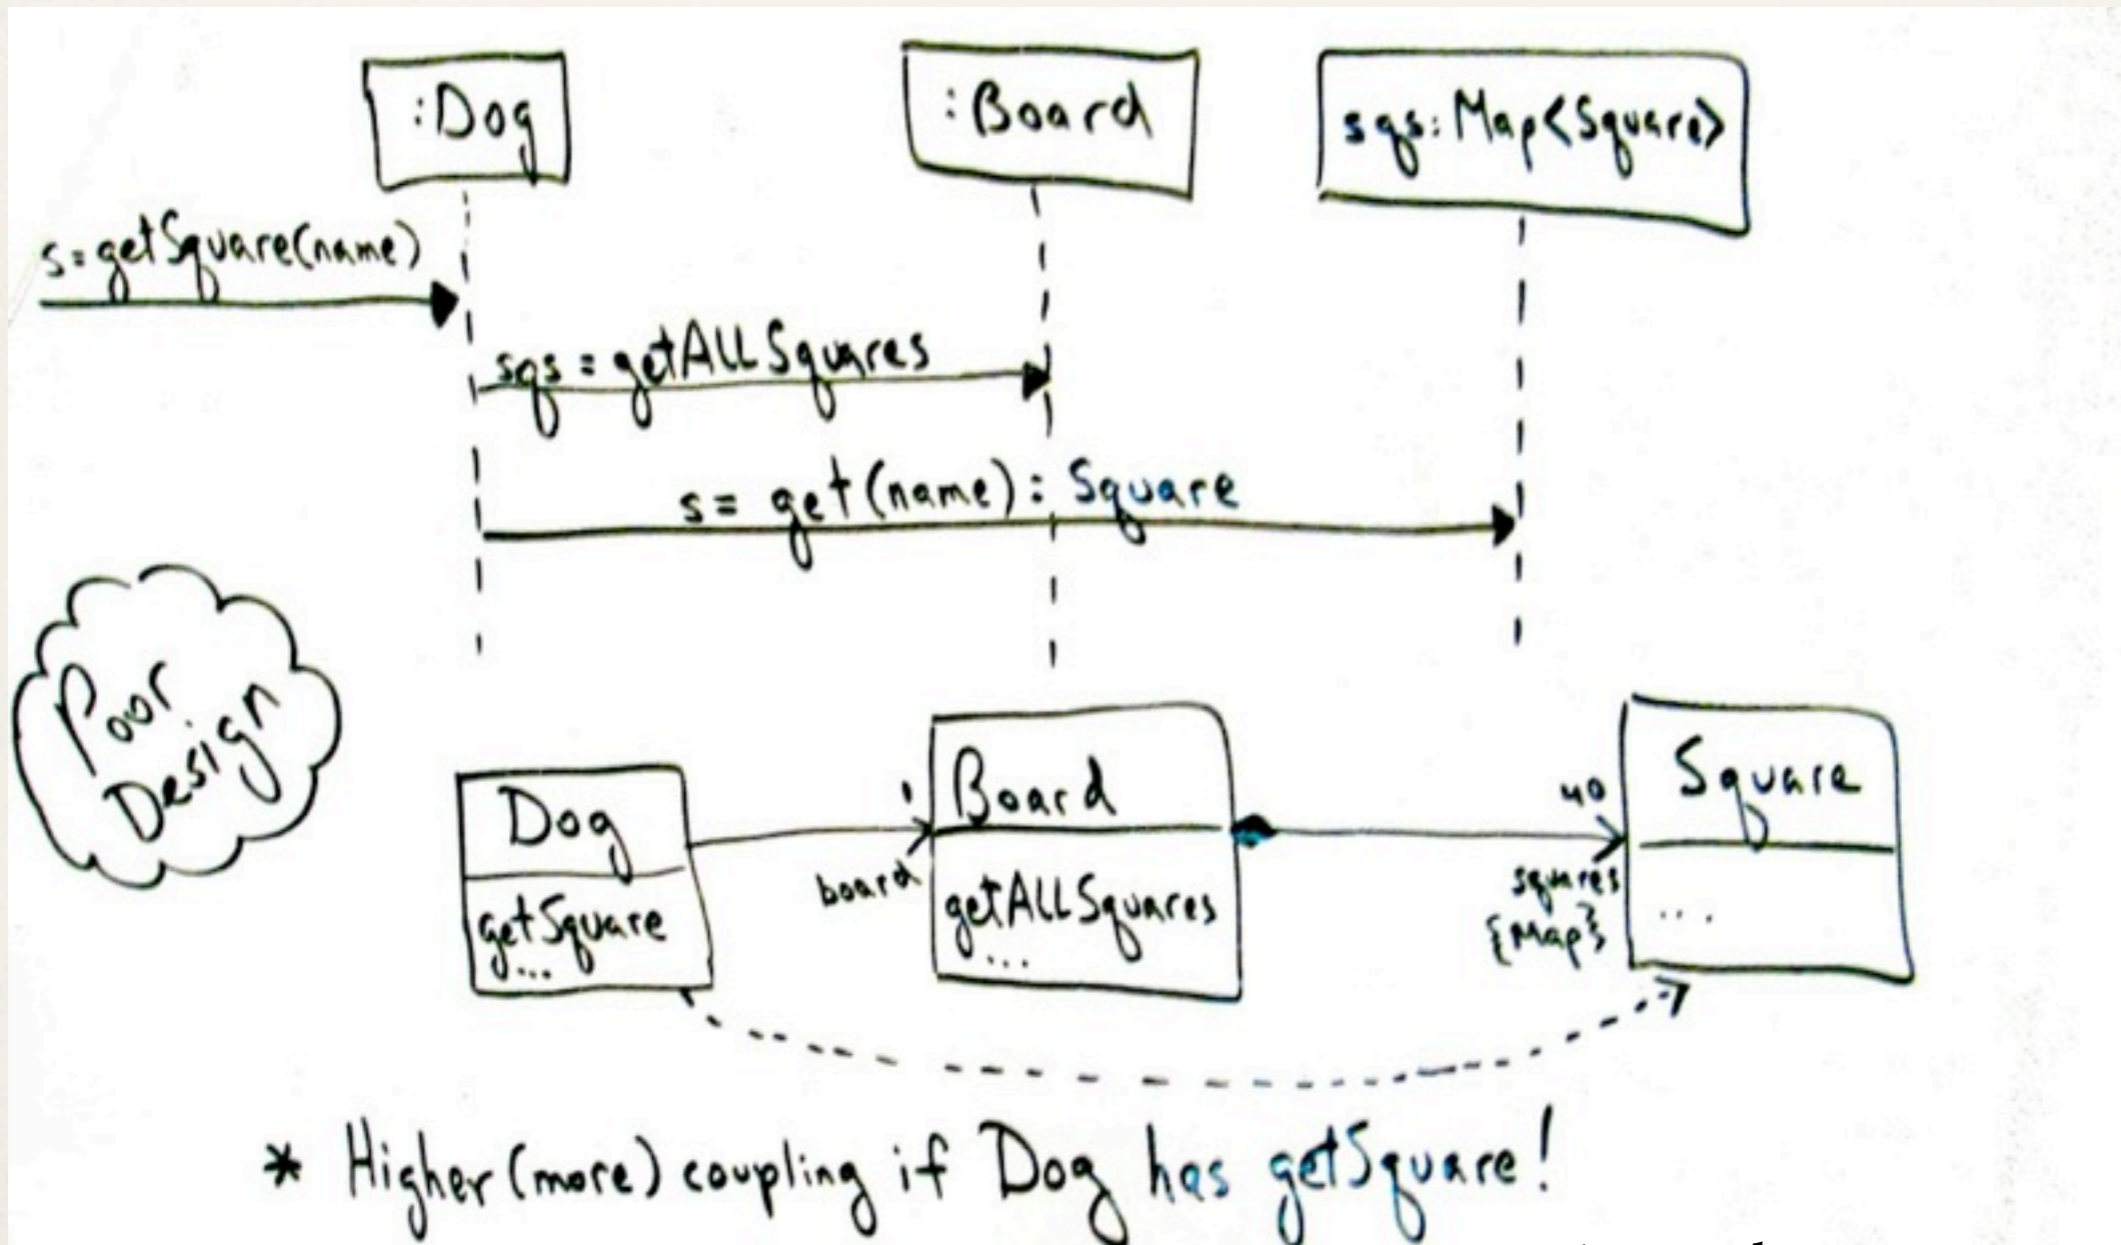 :Dog
:Board
sqs: Map<Square>
s=getSquare(name)
sqs = getALLSquares
s= get(name): Square
Poor
Design
Dog
getSquare
...
1
board
Board
getALLSquares
...
40
squares
{Map}
Square
...
* Higher (more) coupling if Dog has getSquare!